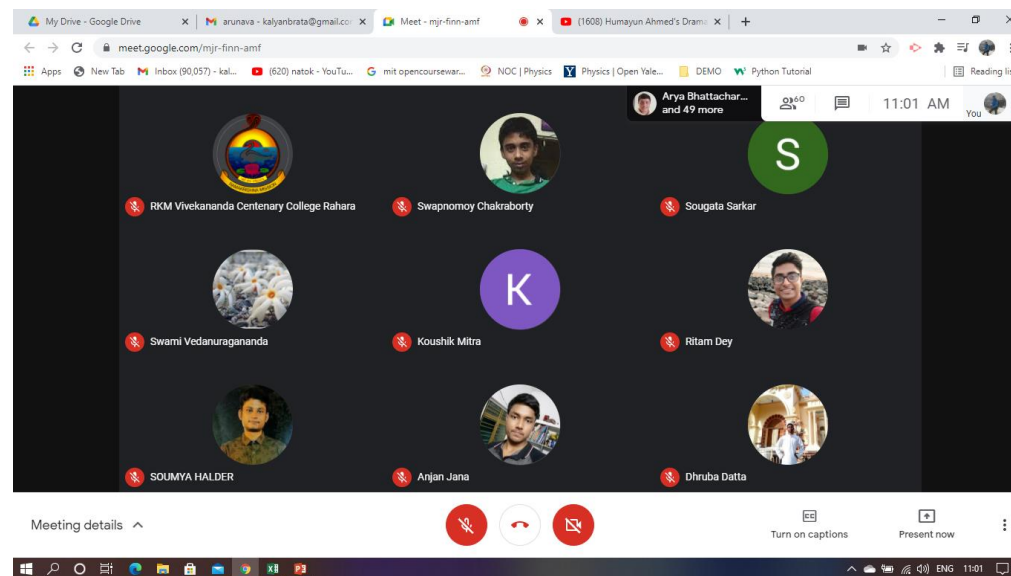 My Drive - Google Drive
arunava - kalyanbrata@gmail.co
Meet - mjr-finn-amf
(1608) Humayun Ahmed's Dram
meet.google.com/mjr-finn-amf
Apps
New Tab
Inbox (90,057) - kal...
(620) natok - YouTu...
mit opencoursewar...
NOC | Physics
Physics | Open Yale...
DEMO
Python Tutorial
Reading lis
Arya Bhattachar...
and 49 more
60
11:01 AM
You
S
RKM Vivekananda Centenary College Rahara
Swapnomoy Chakraborty
Sougata Sarkar
K
Swami Vedanuragananda
Koushik Mitra
Ritam Dey
SOUMYA HALDER
Anjan Jana
Dhruba Datta
Meeting details
Turn on captions
Present now
ENG
11:01